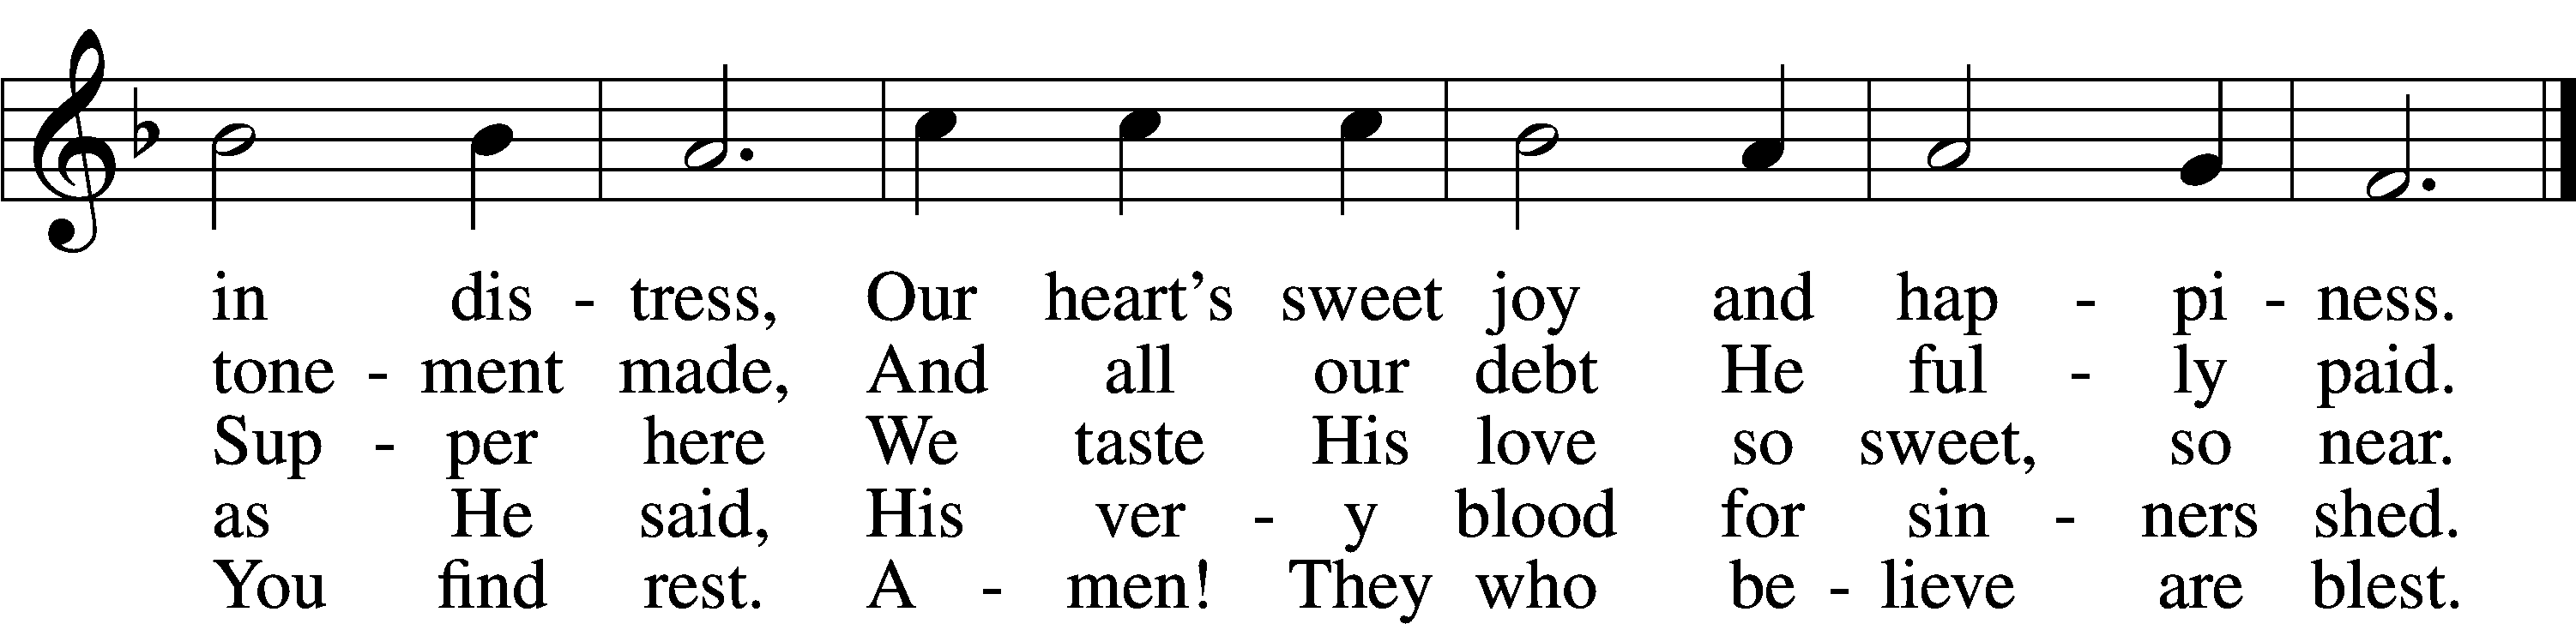 in dis - tress, Our heart's sweet joy and hap - pi - ness.
tone - ment made, And all our debt He ful - ly paid.
Sup - per here We taste His love so sweet, so near.
as He said, His ver - y blood for sin - ners shed.
You find rest. A - men! They who be - lieve are blest.